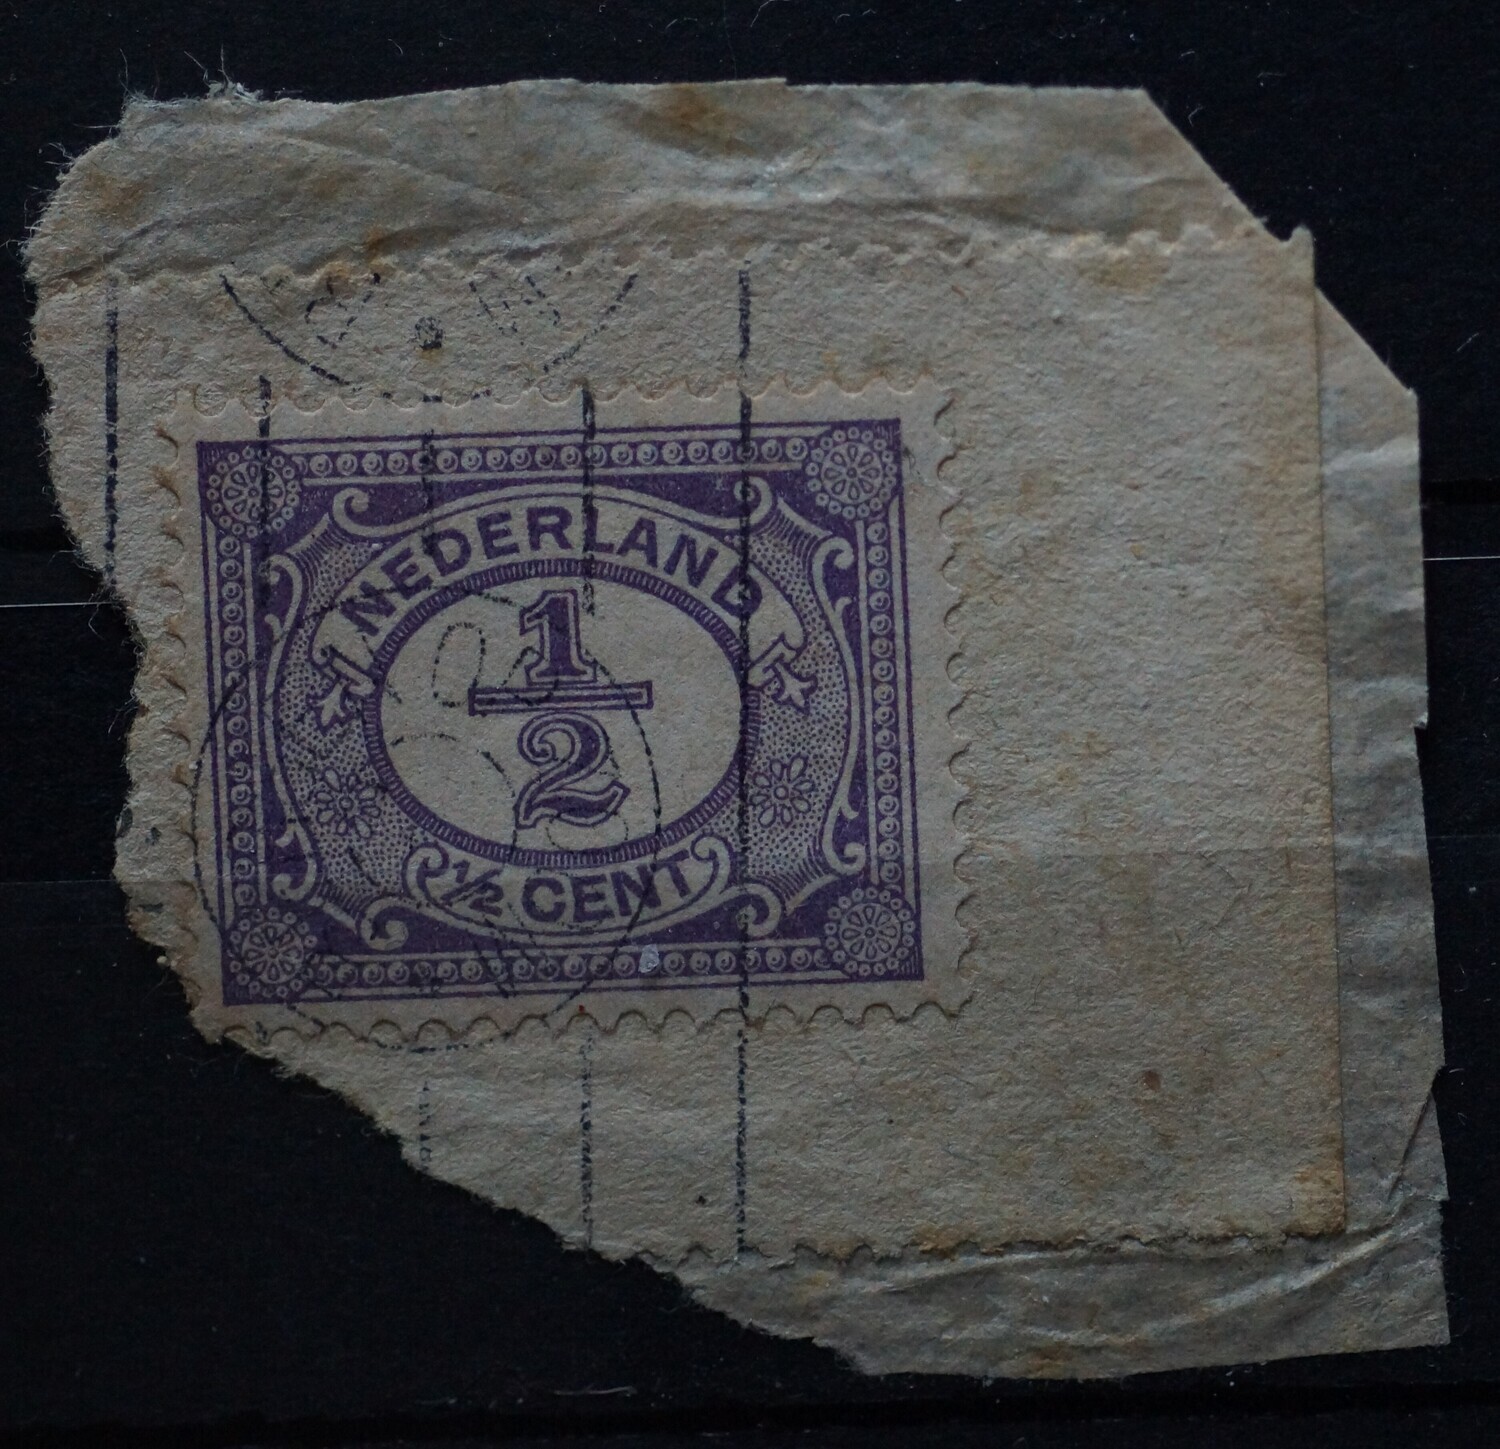 NEDERLAND
1
2
½ CENT